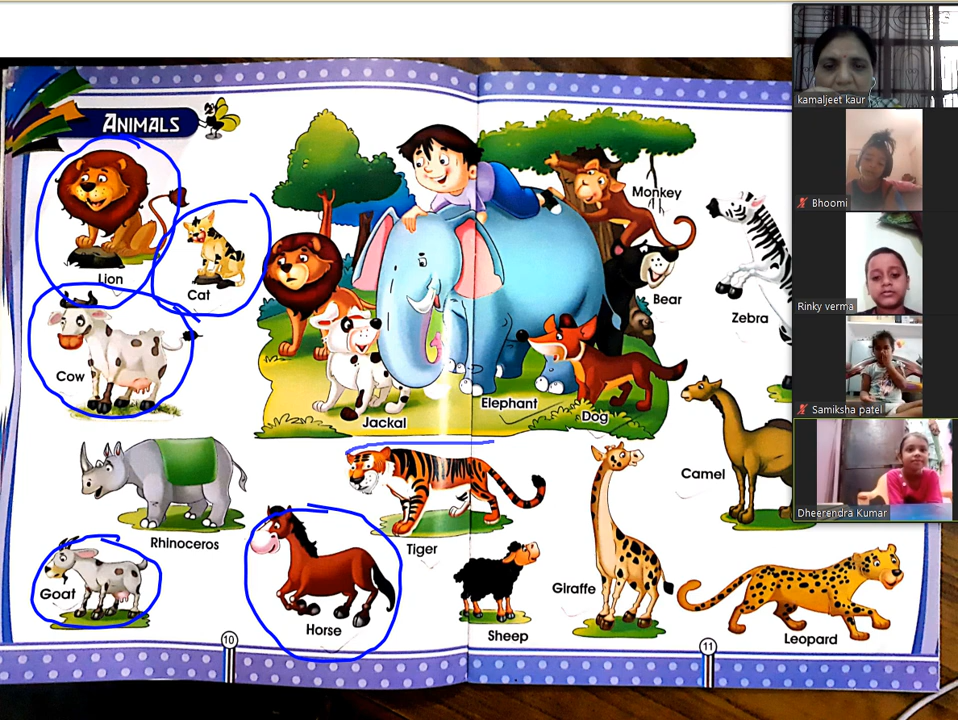 ANIMALS
Lion
Cat
Cow
Monkey
Bear
Zebra
Jackal
Elephant
Dog
Camel
Rhinoceros
Tiger
Goat
Horse
Sheep
Giraffe
Leopard
10
11
kamaljeet kaur
Bhoomi
Rinky verma
Samiksha patel
Dheerendra Kumar